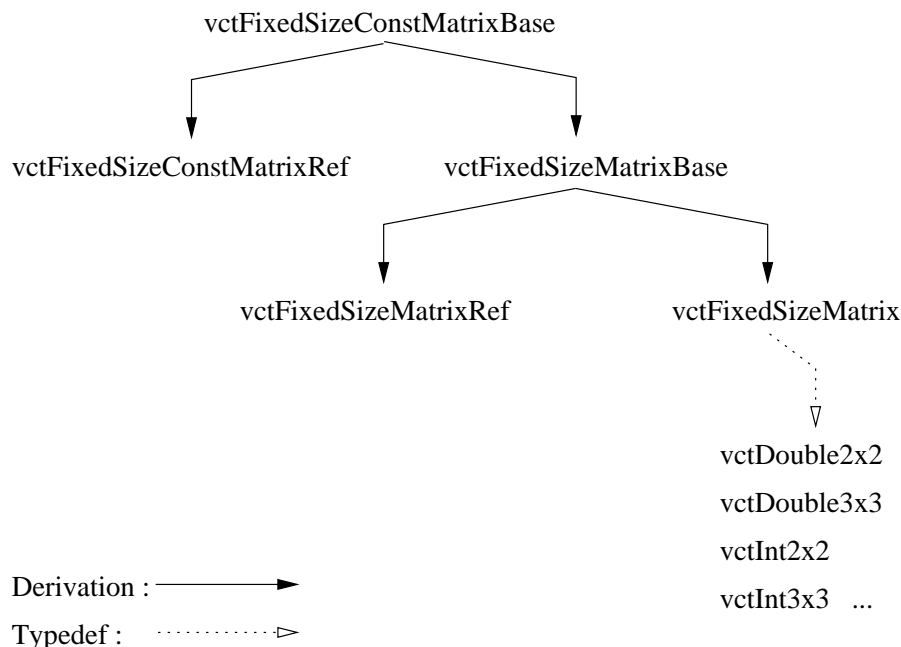 vctFixedSizeConstMatrixBase
vctFixedSizeConstMatrixRef
vctFixedSizeMatrixBase
vctFixedSizeMatrixRef
vctFixedSizeMatrix
vctDouble2x2
vctDouble3x3
vctInt2x2
vctInt3x3 ...
Derivation :
Typedef :